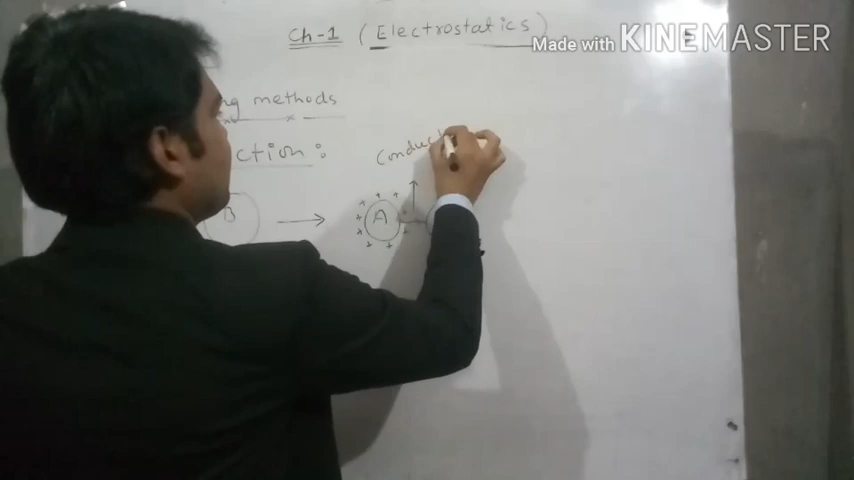 Ch-1 (Electrostatics)
Made with KINEMASTER
methods
ction :
Conduct
B
A